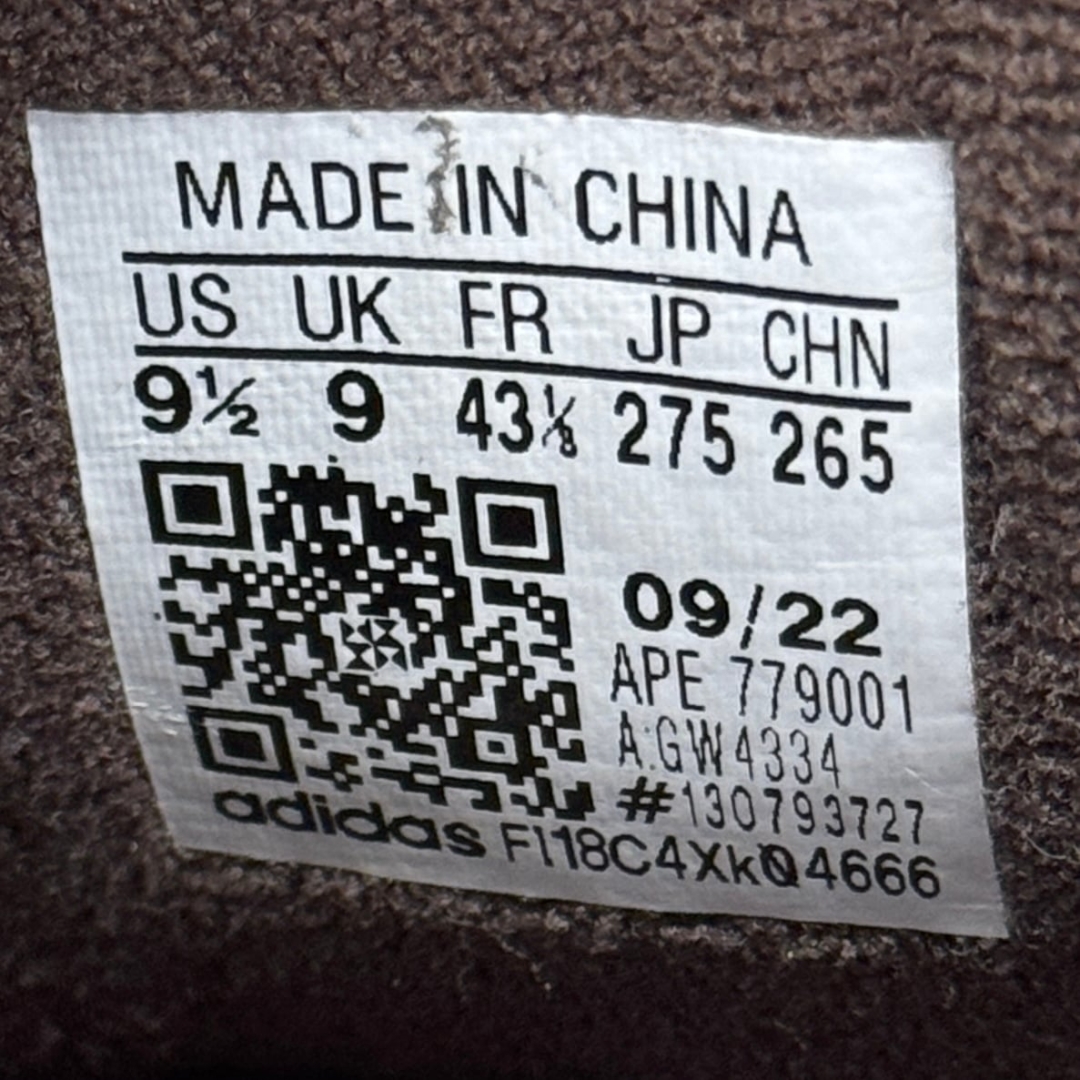 MADE IN CHINA
US UK FR JP CHN
9½ 9 43⅓ 275 265
09/22
APE 779001
A:GW4334
#130793727
adidas